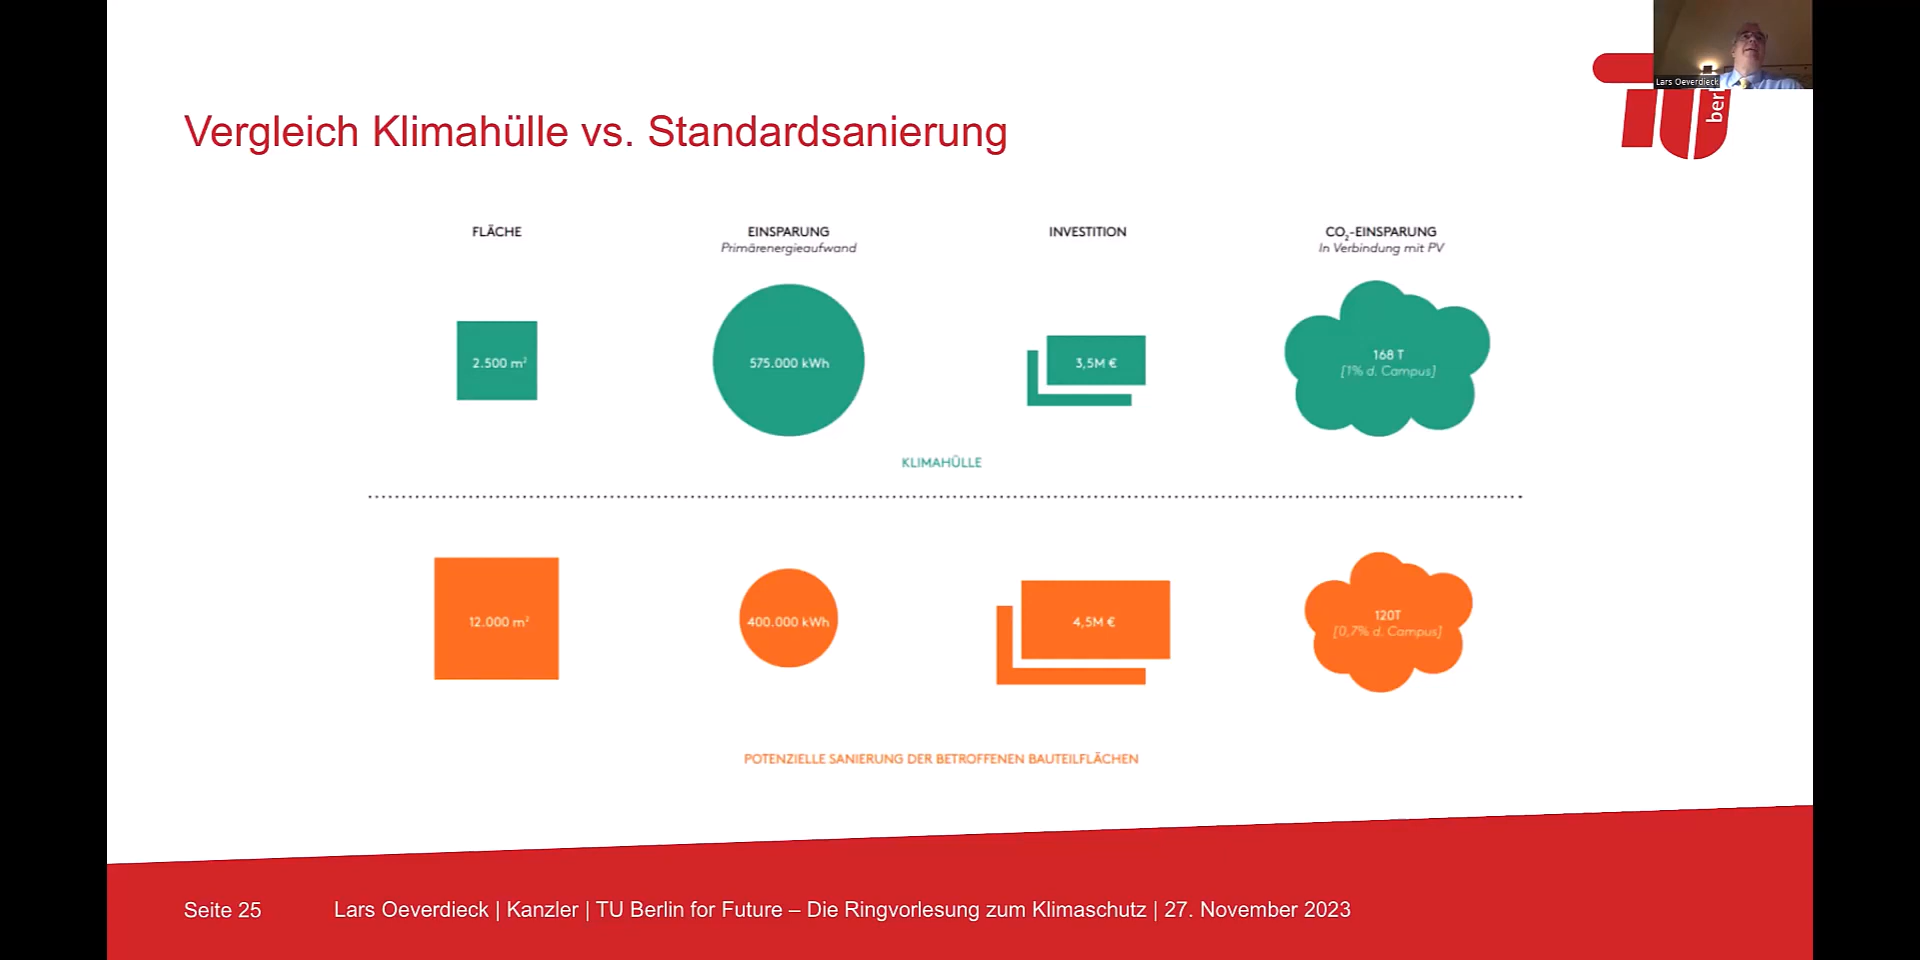 Lars Oeverdieck
berl
Vergleich Klimahülle vs. Standardsanierung
FLÄCHE
EINSPARUNG
Primärenergieaufwand
INVESTITION
CO₂-EINSPARUNG
In Verbindung mit PV
2.500 m²
575.000 kWh
3,5M €
168 T
[1% d. Campus]
KLIMAHÜLLE
12.000 m²
400.000 kWh
4,5M €
120T
[0,7% d. Campus]
POTENZIELLE SANIERUNG DER BETROFFENEN BAUTEILFLÄCHEN
Seite 25
Lars Oeverdieck | Kanzler | TU Berlin for Future – Die Ringvorlesung zum Klimaschutz | 27. November 2023